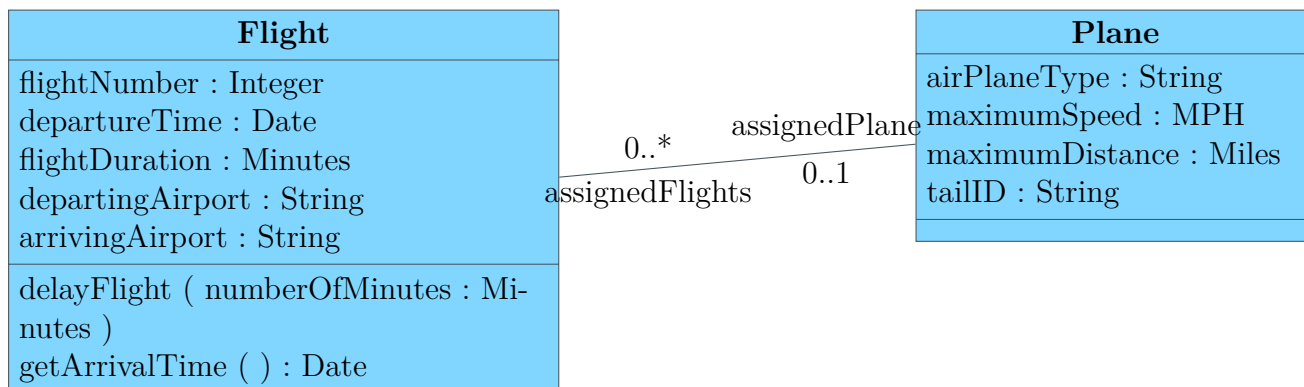 Flight
flightNumber : Integer
departureTime : Date
flightDuration : Minutes
departingAirport : String
arrivingAirport : String
delayFlight ( numberOfMinutes : Mi-
nutes )
getArrivalTime ( ) : Date
0..*
assignedFlights
assignedPlane
0..1
Plane
airPlaneType : String
maximumSpeed : MPH
maximumDistance : Miles
tailID : String